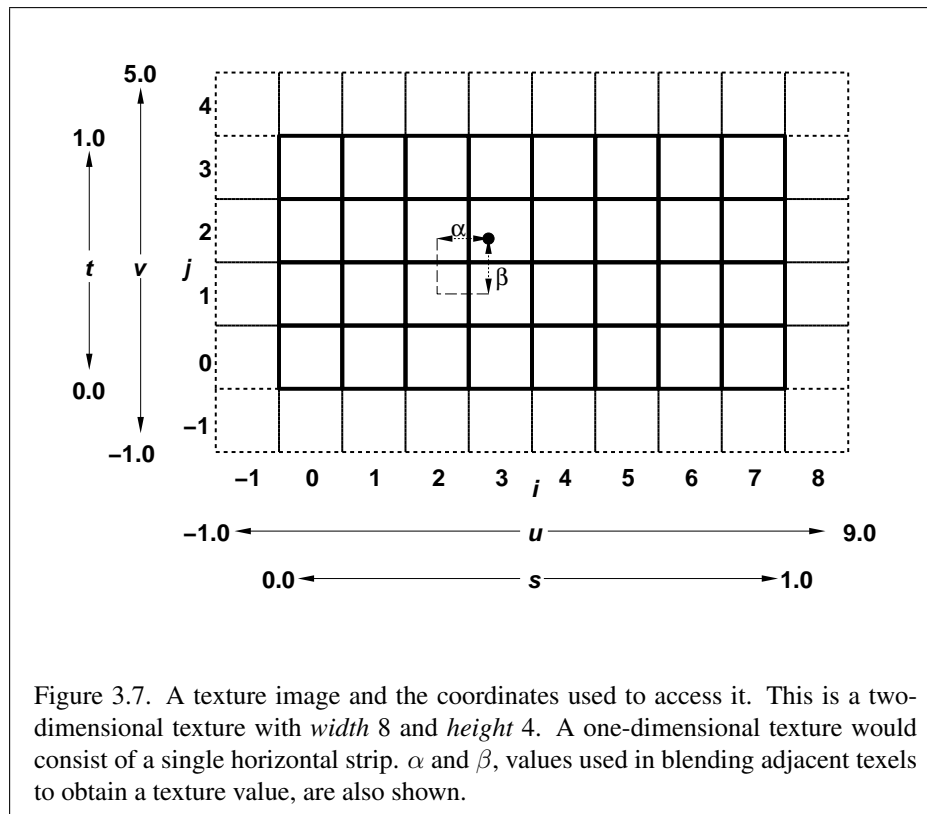 5.0
4
1.0
3
α
2
t v j
β
1
0
0.0
−1
−1.0
−1 0 1 2 3 4 5 6 7 8
i
−1.0 u 9.0
0.0 s 1.0
Figure 3.7. A texture image and the coordinates used to access it. This is a two-
dimensional texture with width 8 and height 4. A one-dimensional texture would
consist of a single horizontal strip. α and β, values used in blending adjacent texels
to obtain a texture value, are also shown.